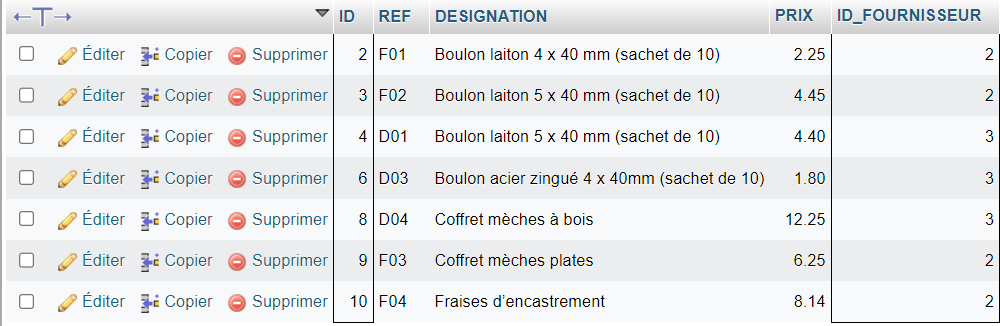 ID REF DESIGNATION PRIX ID_FOURNISSEUR
Éditer Copier Supprimer 2 F01 Boulon laiton 4 x 40 mm (sachet de 10) 2.25 2
Éditer Copier Supprimer 3 F02 Boulon laiton 5 x 40 mm (sachet de 10) 4.45 2
Éditer Copier Supprimer 4 D01 Boulon laiton 5 x 40 mm (sachet de 10) 4.40 3
Éditer Copier Supprimer 6 D03 Boulon acier zingué 4 x 40mm (sachet de 10) 1.80 3
Éditer Copier Supprimer 8 D04 Coffret mèches à bois 12.25 3
Éditer Copier Supprimer 9 F03 Coffret mèches plates 6.25 2
Éditer Copier Supprimer 10 F04 Fraises d’encastrement 8.14 2